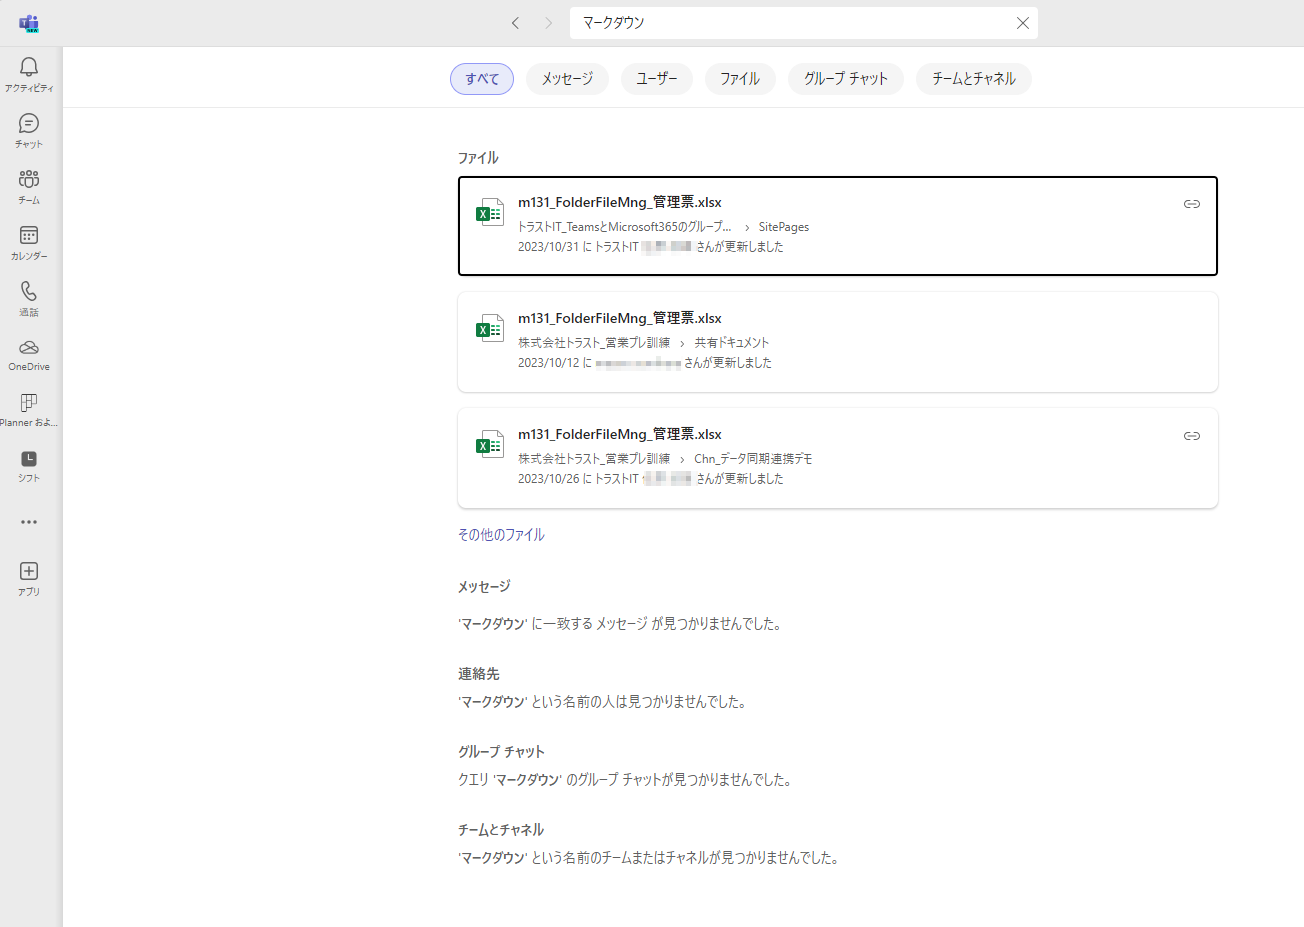 マークダウン
すべて
メッセージ
ユーザー
ファイル
グループ チャット
チームとチャネル
NEW
アクティビティ
チャット
チーム
カレンダー
通話
OneDrive
Planner およ...
シフト
アプリ
ファイル
m131_FolderFileMng_管理票.xlsx
トラストIT_TeamsとMicrosoft365のグループ... › SitePages
2023/10/31 に トラストIT さんが更新しました
m131_FolderFileMng_管理票.xlsx
株式会社トラスト_営業プレ訓練 › 共有ドキュメント
2023/10/12 に さんが更新しました
m131_FolderFileMng_管理票.xlsx
株式会社トラスト_営業プレ訓練 › Chn_データ同期連携デモ
2023/10/26 に トラストIT さんが更新しました
その他のファイル
メッセージ
'マークダウン' に一致する メッセージ が見つかりませんでした。
連絡先
'マークダウン' という名前の人は見つかりませんでした。
グループ チャット
クエリ 'マークダウン' のグループ チャットが見つかりませんでした。
チームとチャネル
'マークダウン' という名前のチームまたはチャネルが見つかりませんでした。